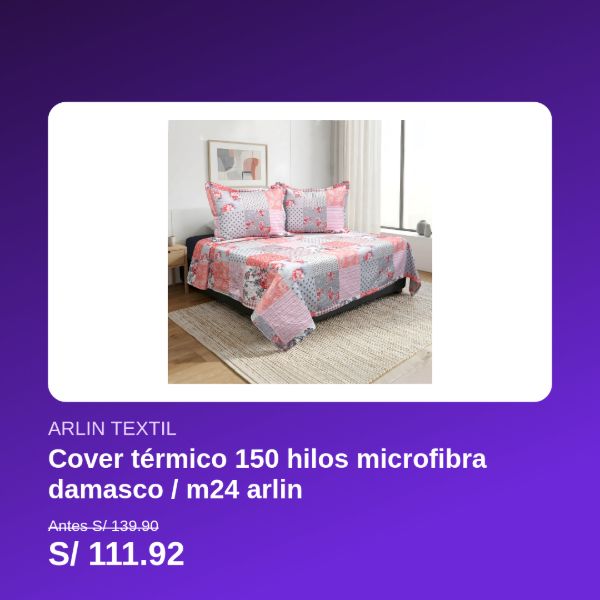 ARLIN TEXTIL
Cover térmico 150 hilos microfibra
damasco / m24 arlin
Antes S/ 139.90
S/ 111.92